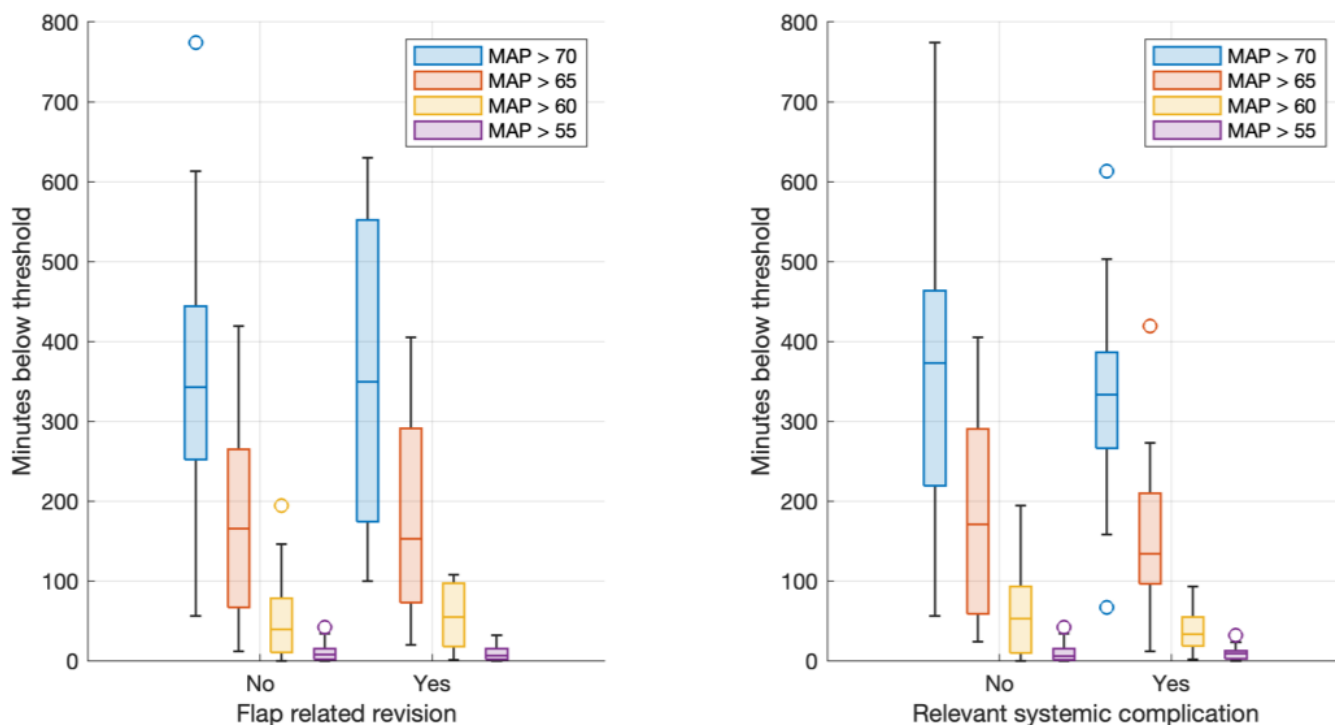 800
700
600
500
400
300
200
100
0
Minutes below threshold
MAP > 70
MAP > 65
MAP > 60
MAP > 55
No
Yes
Flap related revision
800
700
600
500
400
300
200
100
0
Minutes below threshold
MAP > 70
MAP > 65
MAP > 60
MAP > 55
No
Yes
Relevant systemic complication